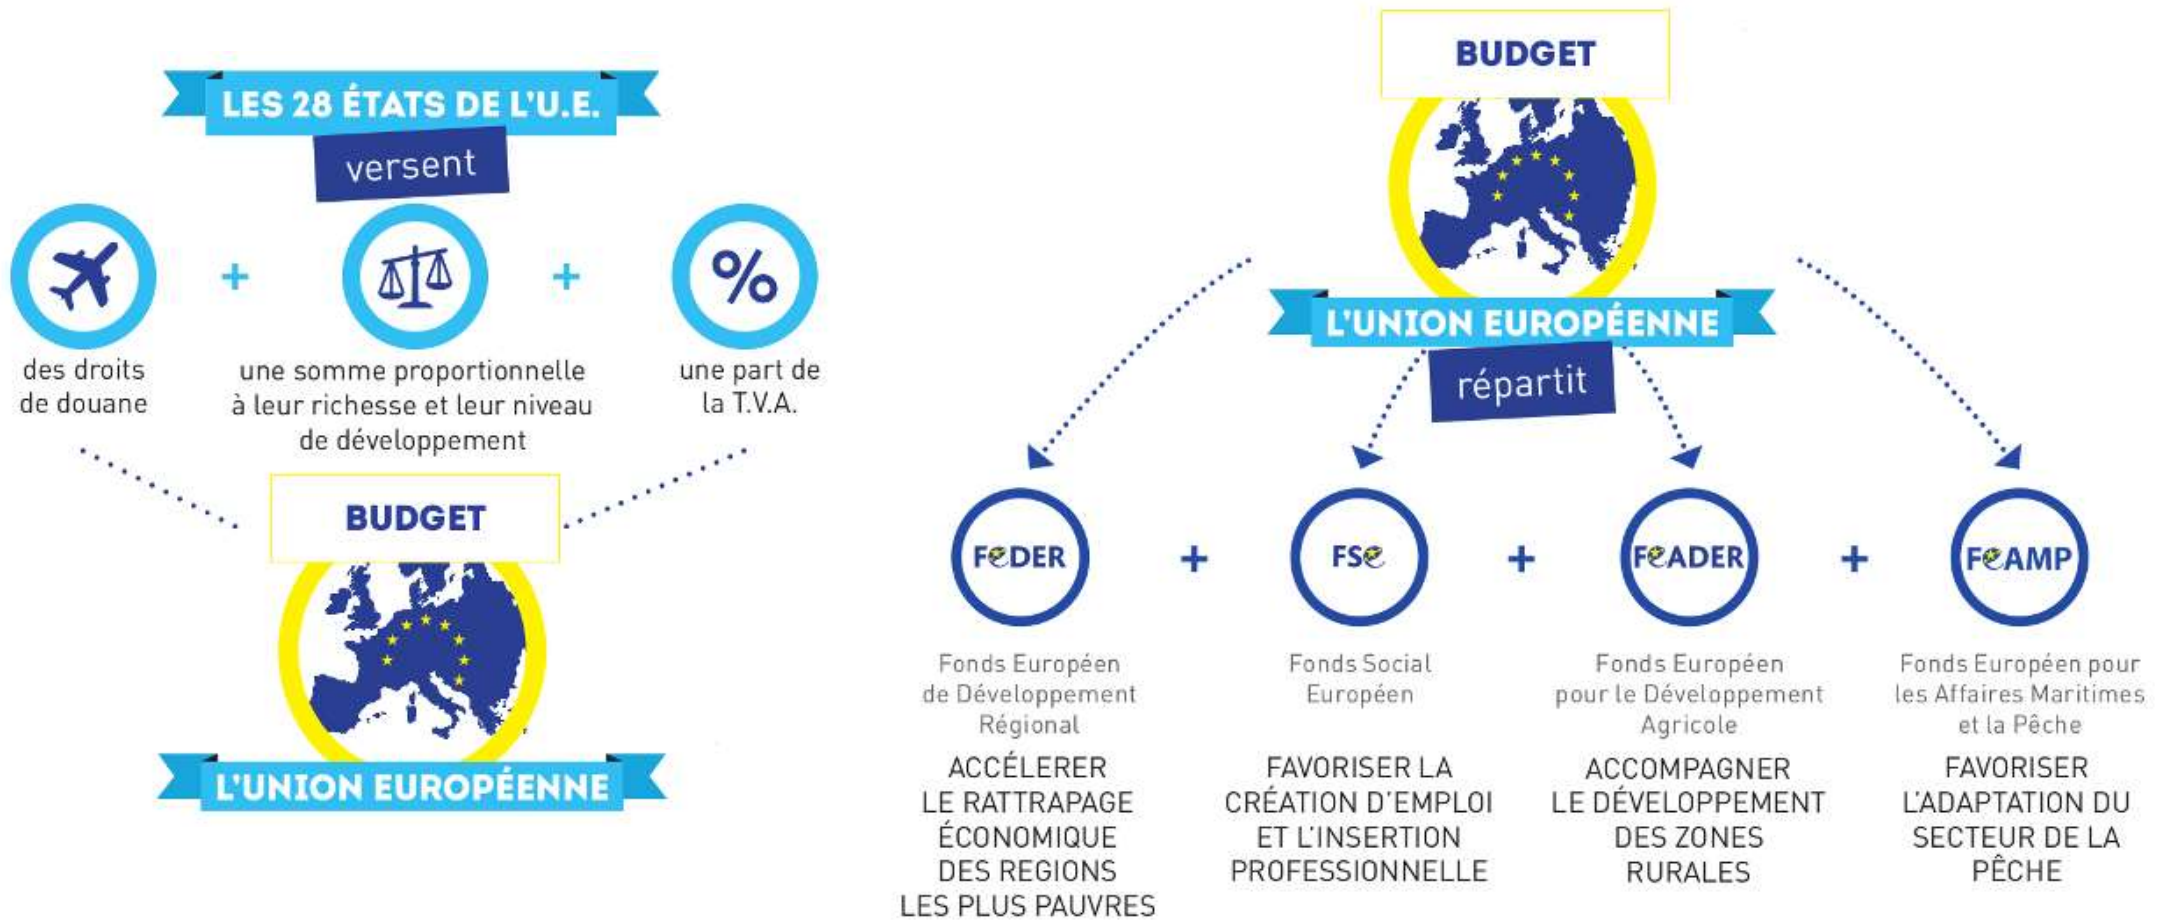 LES 28 ÉTATS DE L'U.E.
versent
+
+
%
des droits
de douane
une somme proportionnelle
à leur richesse et leur niveau
de développement
une part de
la T.V.A.
BUDGET
L'UNION EUROPÉENNE
BUDGET
L'UNION EUROPÉENNE
répartit
FeDER
+
FSe
+
FeADER
+
FeAMP
Fonds Européen
de Développement
Régional
ACCÉLERER
LE RATTRAPAGE
ÉCONOMIQUE
DES REGIONS
LES PLUS PAUVRES
Fonds Social
Européen
FAVORISER LA
CRÉATION D'EMPLOI
ET L'INSERTION
PROFESSIONNELLE
Fonds Européen
pour le Développement
Agricole
ACCOMPAGNER
LE DÉVELOPPEMENT
DES ZONES
RURALES
Fonds Européen pour
les Affaires Maritimes
et la Pêche
FAVORISER
L'ADAPTATION DU
SECTEUR DE LA
PÊCHE